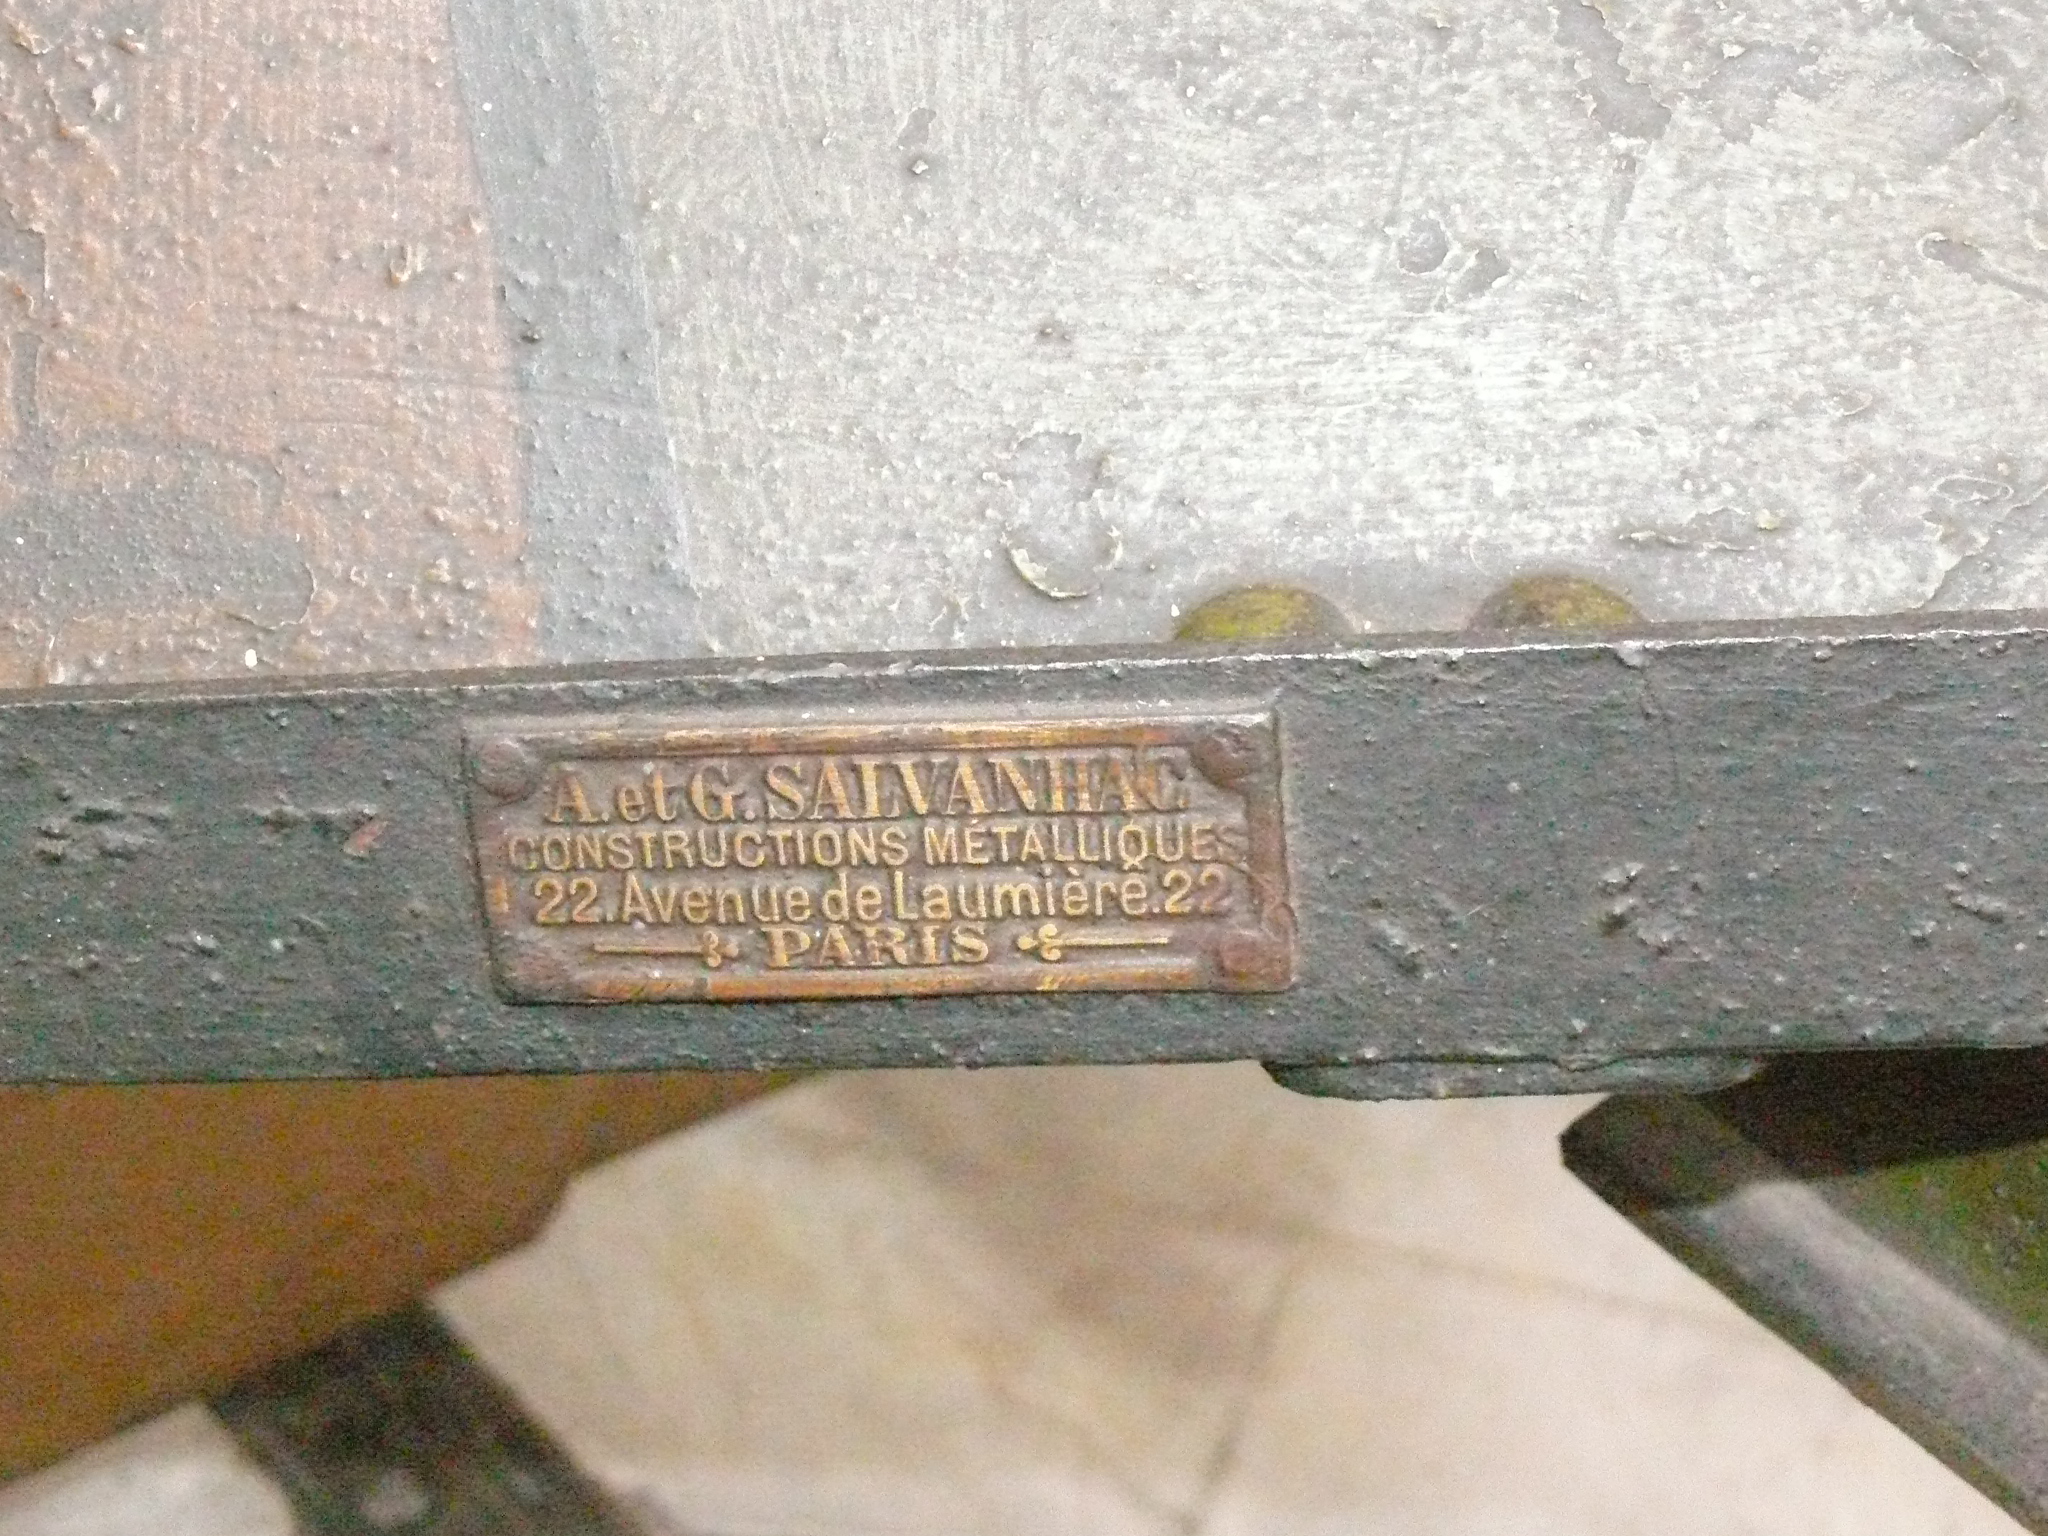 A. et G. SALVANHAC
CONSTRUCTIONS MÉTALLIQUES
22. Avenue de Laumière. 22
PARIS